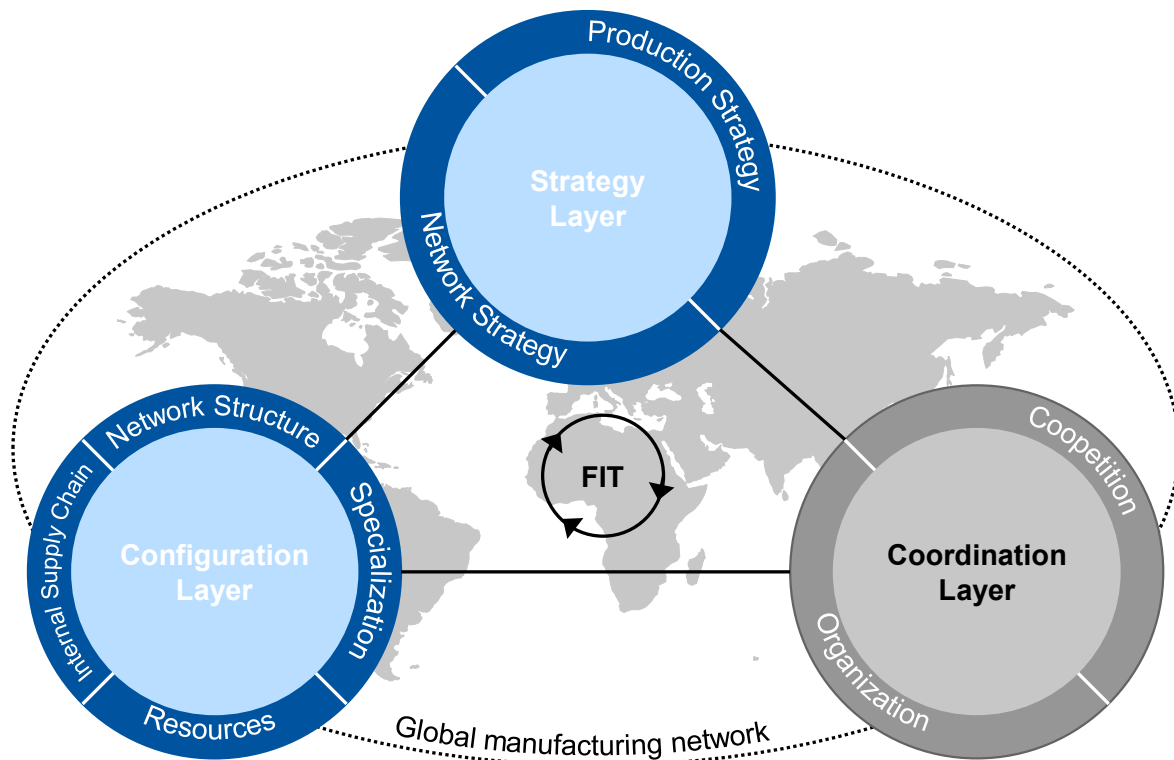 Production Strategy
Strategy
Layer
Network Strategy
Network Structure
Internal Supply Chain
Specialization
Configuration
Layer
Resources
FIT
Coopetition
Coordination
Layer
Organization
Global manufacturing network